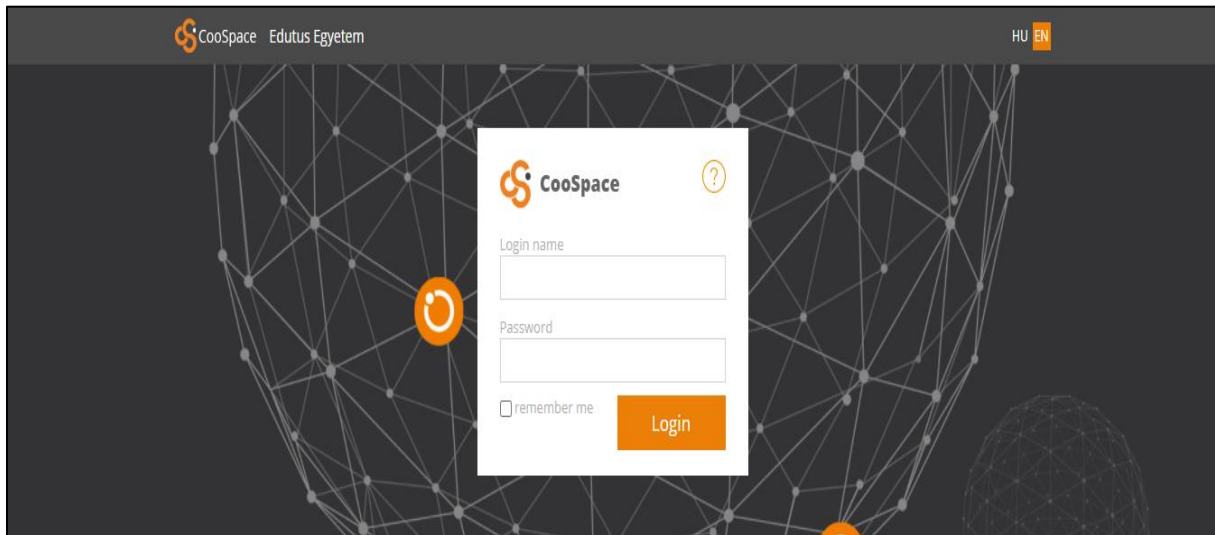 CooSpace Edutus Egyetem
HU EN
CooSpace
?
Login name
Password
remember me
Login